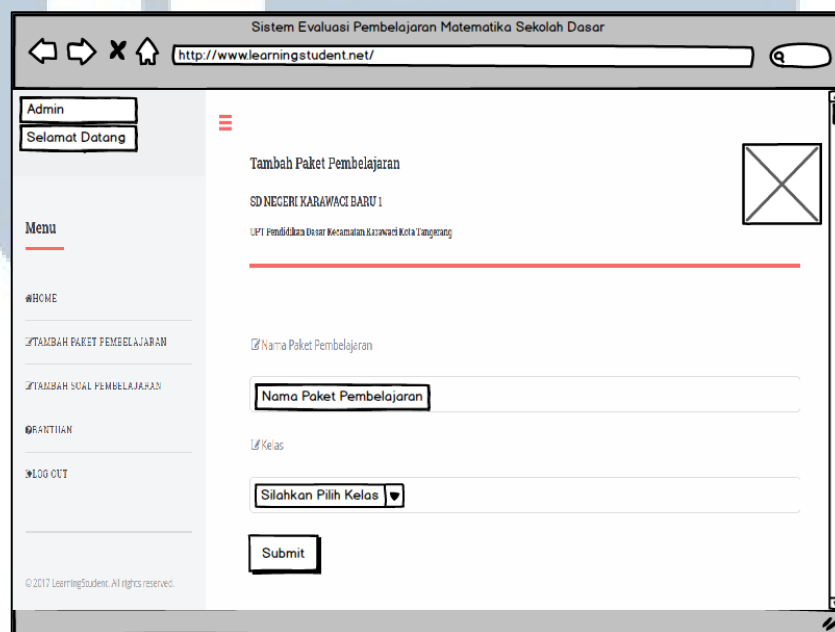 Sistem Evaluasi Pembelajaran Matematika Sekolah Dasar
http://www.learningstudent.net/
Admin
Selamat Datang
Menu
HOME
TAMBAH PAKET PEMBELAJARAN
TAMBAH SOAL PEMBELAJARAN
BANTUAN
LOG OUT
© 2017 LearningStudent. All rights reserved.
Tambah Paket Pembelajaran
SD NEGERI KARAWACI BARU 1
UPT Pendidikan Dasar Kecamatan Karawaci Kota Tangerang
Nama Paket Pembelajaran
Nama Paket Pembelajaran
Kelas
Silahkan Pilih Kelas
Submit